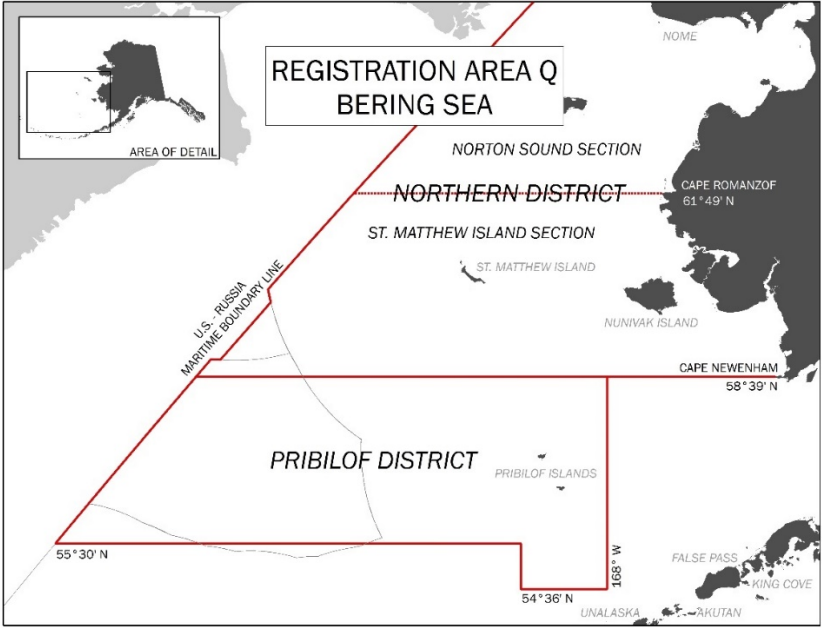 REGISTRATION AREA Q
BERING SEA
AREA OF DETAIL
NOME
NORTON SOUND SECTION
NORTHERN DISTRICT
CAPE ROMANZOF
61°49' N
ST. MATTHEW ISLAND SECTION
ST. MATTHEW ISLAND
NUNIVAK ISLAND
U.S. - RUSSIA
MARITIME BOUNDARY LINE
CAPE NEWENHAM
58°39' N
PRIBILOF DISTRICT
PRIBILOF ISLANDS
55°30' N
168° W
54°36' N
FALSE PASS
KING COVE
UNALASKA
AKUTAN